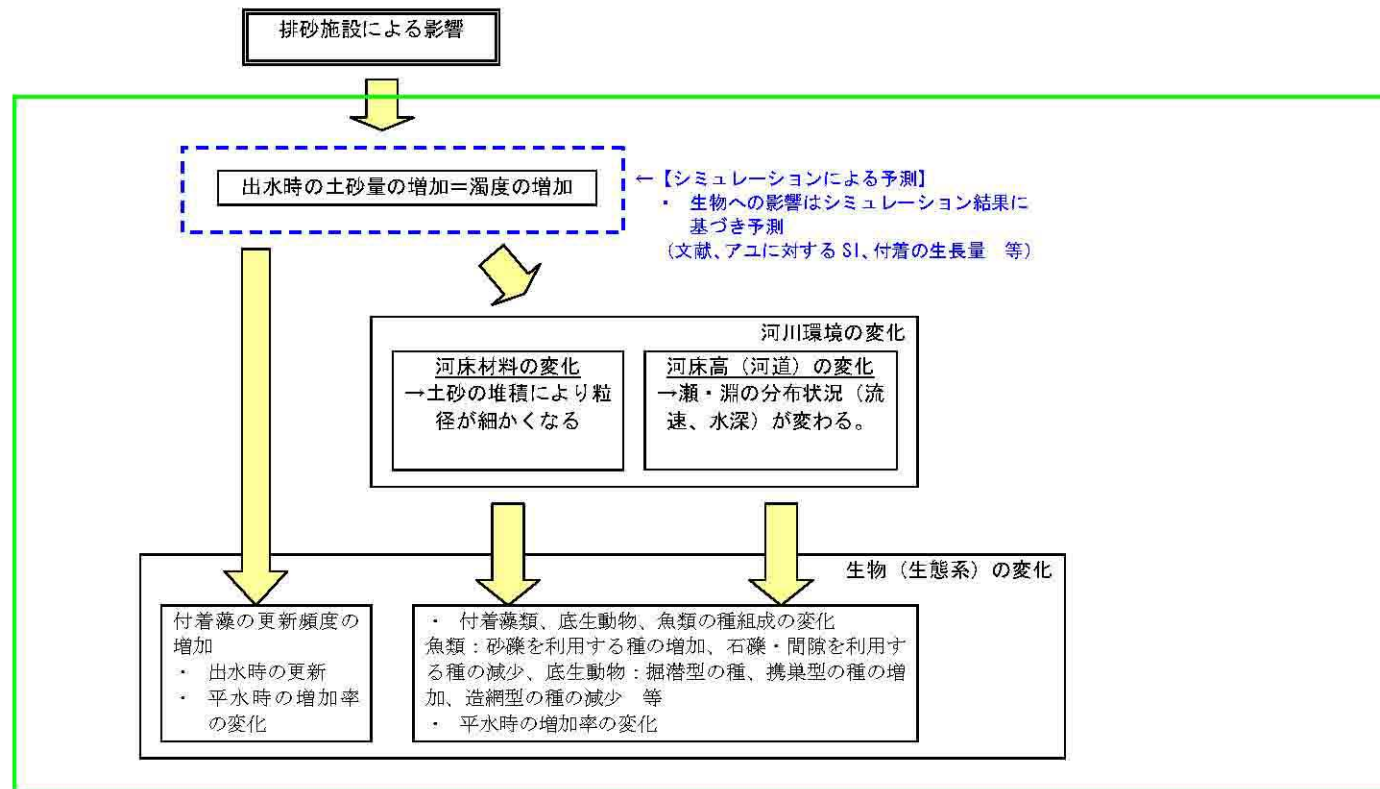 排砂施設による影響
出水時の土砂量の増加＝濁度の増加
←【シミュレーションによる予測】
・ 生物への影響はシミュレーション結果に
基づき予測
（文献、アユに対する SI、付着の生長量　等）
河川環境の変化
河床材料の変化
→土砂の堆積により粒
径が細かくなる
河床高（河道）の変化
→瀬・淵の分布状況（流
速、水深）が変わる。
生物（生態系）の変化
付着藻の更新頻度の
増加
・ 出水時の更新
・ 平水時の増加率
の変化
・ 付着藻類、底生動物、魚類の種組成の変化
魚類：砂礫を利用する種の増加、石礫・間隙を利用す
る種の減少、底生動物：掘潜型の種、携巣型の種の増
加、造網型の種の減少　等
・ 平水時の増加率の変化